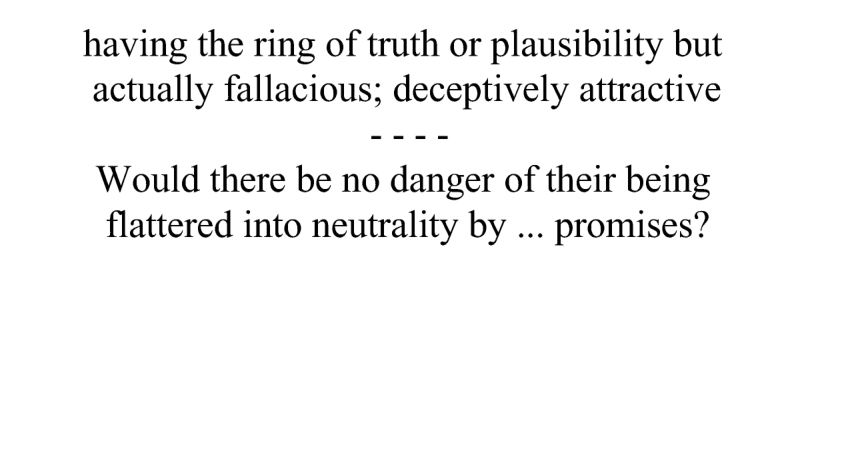 having the ring of truth or plausibility but
actually fallacious; deceptively attractive
- - - -
Would there be no danger of their being
flattered into neutrality by ... promises?